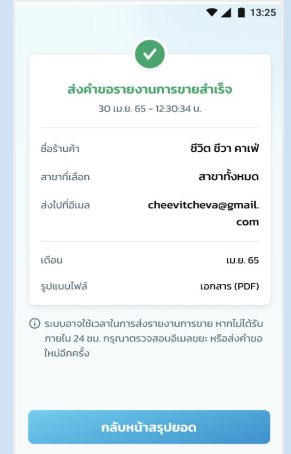 13:25
ส่งคำขอรายงานการขายสำเร็จ
30 เม.ย. 65 - 12:30:34 น.
ชื่อร้านค้า ชีวิต ชีวา คาเฟ่
สาขาที่เลือก สาขาทั้งหมด
ส่งไปที่อีเมล cheevitcheva@gmail.
com
เดือน เม.ย. 65
รูปแบบไฟล์ เอกสาร (PDF)
ระบบอาจใช้เวลาในการส่งรายงานการขาย หากไม่ได้รับ
ภายใน 24 ชม. กรุณาตรวจสอบอีเมลขยะ หรือส่งคำขอ
ใหม่อีกครั้ง
กลับหน้าสรุปยอด